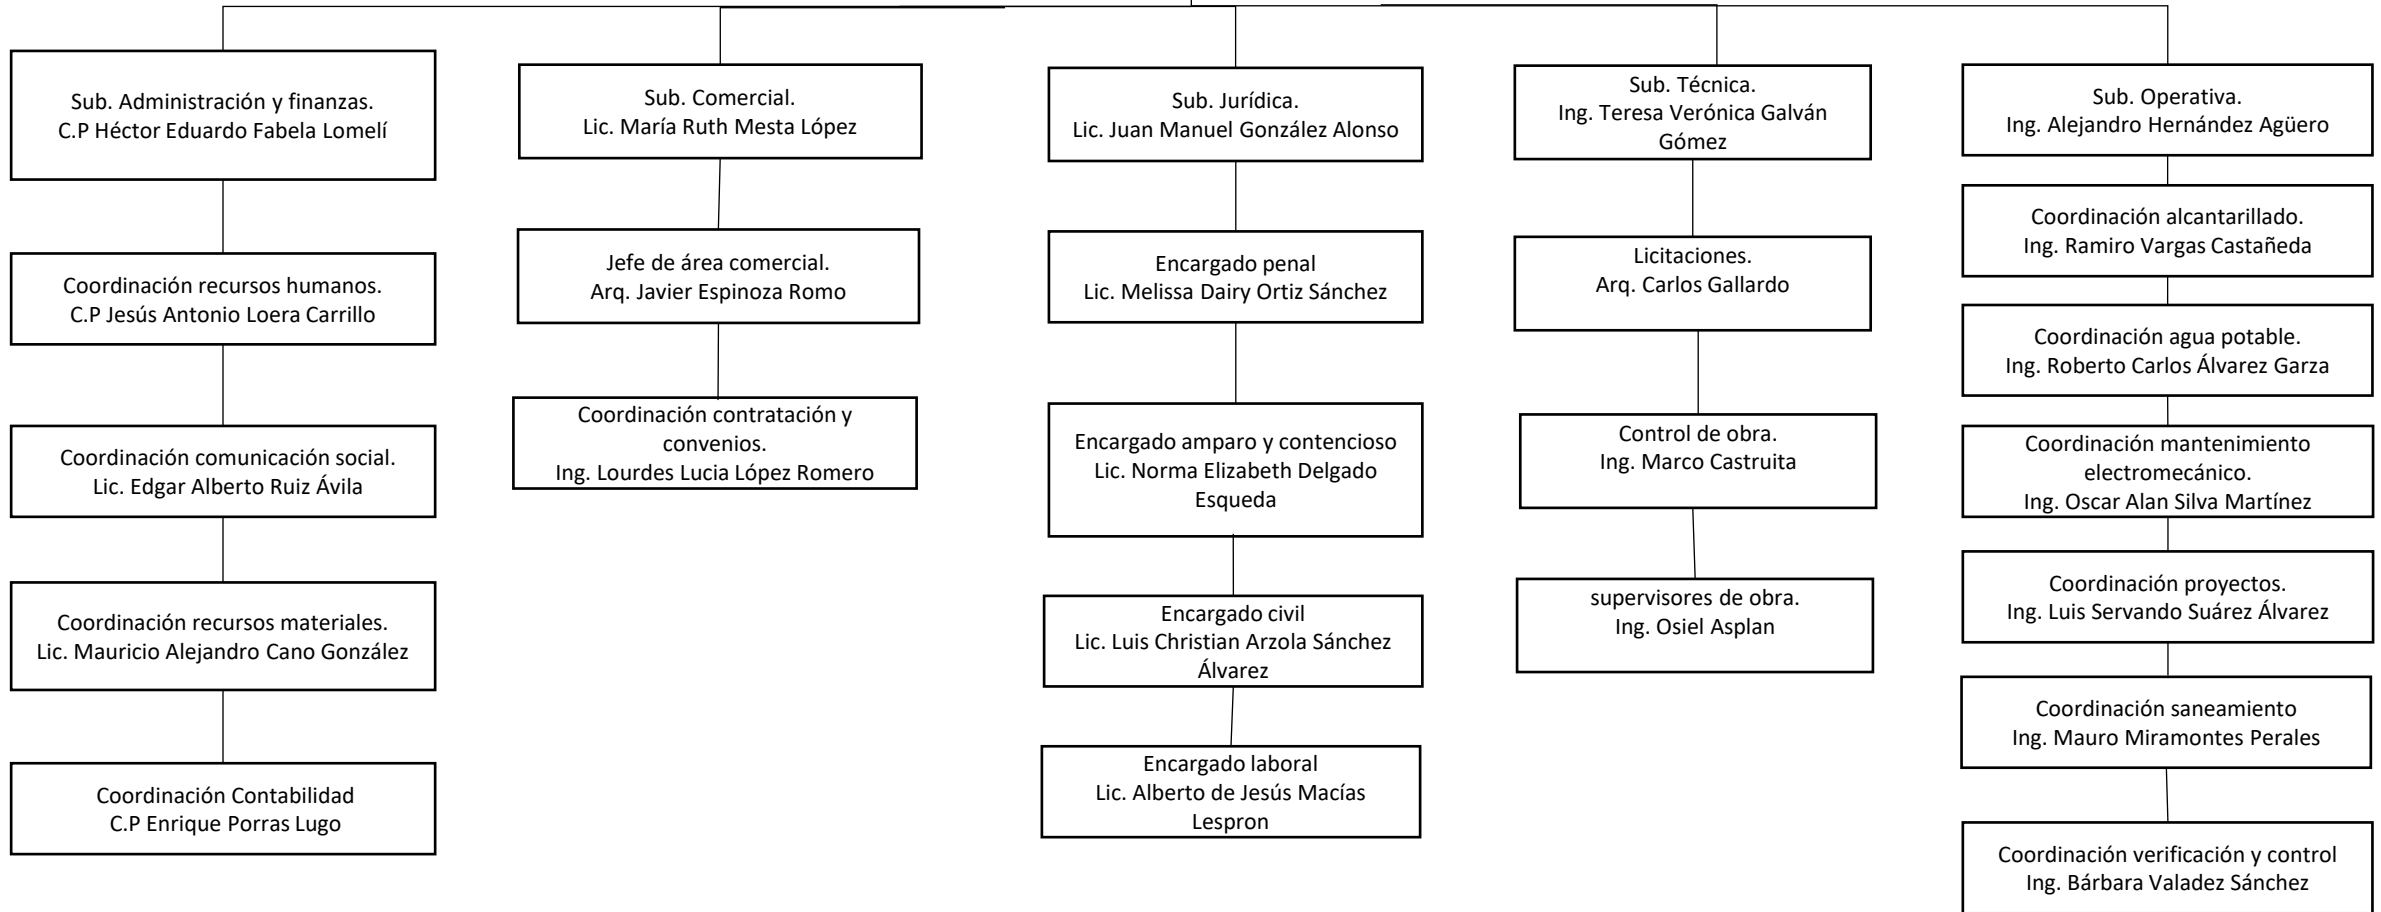 Sub. Administración y finanzas.
C.P Héctor Eduardo Fabela Lomelí
Coordinación recursos humanos.
C.P Jesús Antonio Loera Carrillo
Coordinación comunicación social.
Lic. Edgar Alberto Ruiz Ávila
Coordinación recursos materiales.
Lic. Mauricio Alejandro Cano González
Coordinación Contabilidad
C.P Enrique Porras Lugo
Sub. Comercial.
Lic. María Ruth Mesta López
Jefe de área comercial.
Arq. Javier Espinoza Romo
Coordinación contratación y
convenios.
Ing. Lourdes Lucia López Romero
Sub. Jurídica.
Lic. Juan Manuel González Alonso
Encargado penal
Lic. Melissa Dairy Ortiz Sánchez
Encargado amparo y contencioso
Lic. Norma Elizabeth Delgado
Esqueda
Encargado civil
Lic. Luis Christian Arzola Sánchez
Álvarez
Encargado laboral
Lic. Alberto de Jesús Macías
Lespron
Sub. Técnica.
Ing. Teresa Verónica Galván
Gómez
Licitaciones.
Arq. Carlos Gallardo
Control de obra.
Ing. Marco Castruita
supervisores de obra.
Ing. Osiel Asplan
Sub. Operativa.
Ing. Alejandro Hernández Agüero
Coordinación alcantarillado.
Ing. Ramiro Vargas Castañeda
Coordinación agua potable.
Ing. Roberto Carlos Álvarez Garza
Coordinación mantenimiento
electromecánico.
Ing. Oscar Alan Silva Martínez
Coordinación proyectos.
Ing. Luis Servando Suárez Álvarez
Coordinación saneamiento
Ing. Mauro Miramontes Perales
Coordinación verificación y control
Ing. Bárbara Valadez Sánchez